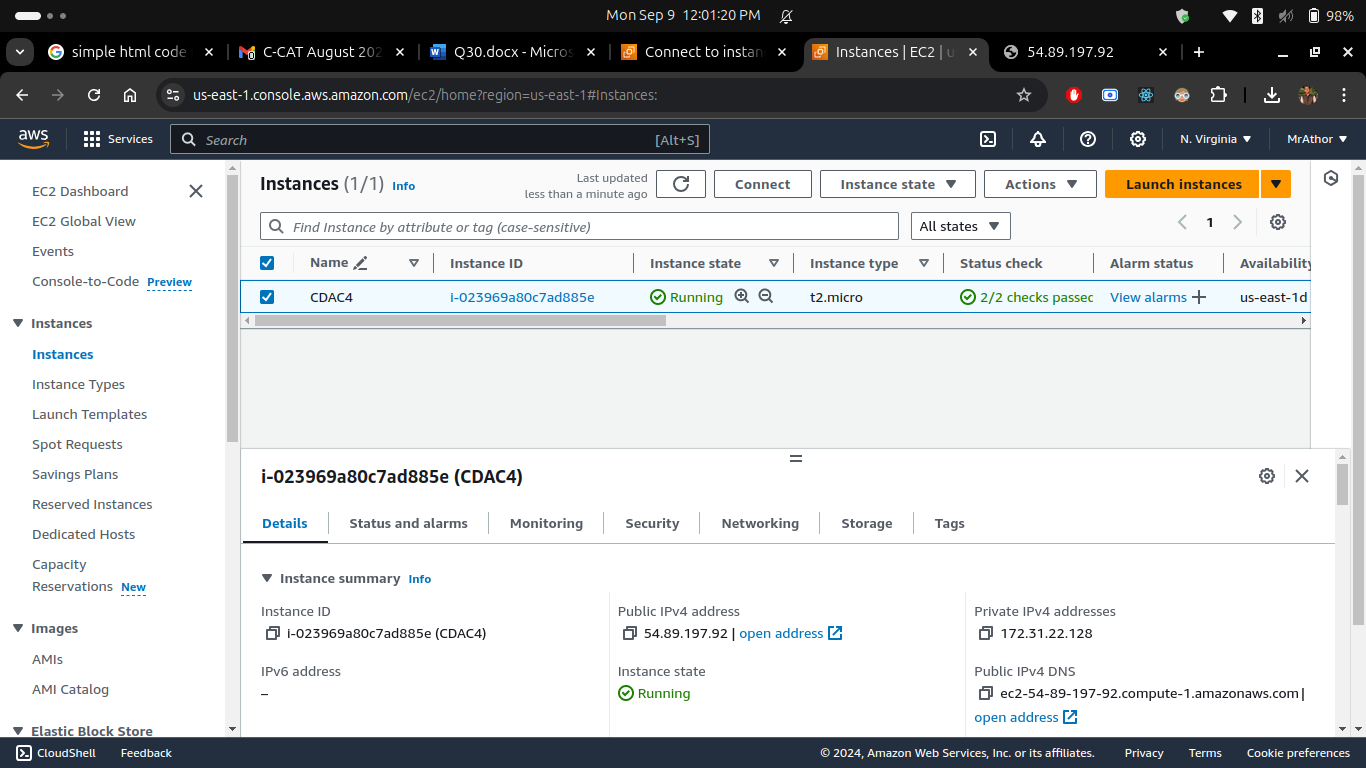 Mon Sep 9 12:01:20 PM
98%
simple html code
C-CAT August 202
Q30.docx - Micros
Connect to instan
Instances | EC2 | u
54.89.197.92
us-east-1.console.aws.amazon.com/ec2/home?region=us-east-1#Instances:
aws
Services
Search
[Alt+S]
N. Virginia
MrAthor
EC2 Dashboard
EC2 Global View
Events
Console-to-Code Preview
Instances
Instances
Instance Types
Launch Templates
Spot Requests
Savings Plans
Reserved Instances
Dedicated Hosts
Capacity
Reservations New
Images
AMIs
AMI Catalog
Elastic Block Store
Instances (1/1) Info
Last updated
less than a minute ago
Connect
Instance state
Actions
Launch instances
Find Instance by attribute or tag (case-sensitive)
All states
1
Name Instance ID Instance state Instance type Status check Alarm status Availability
CDAC4 i-023969a80c7ad885e Running t2.micro 2/2 checks passec View alarms + us-east-1d
i-023969a80c7ad885e (CDAC4)
Details Status and alarms Monitoring Security Networking Storage Tags
Instance summary Info
Instance ID
i-023969a80c7ad885e (CDAC4)
Public IPv4 address
54.89.197.92 | open address
Private IPv4 addresses
172.31.22.128
IPv6 address
–
Instance state
Running
Public IPv4 DNS
ec2-54-89-197-92.compute-1.amazonaws.com |
open address
CloudShell Feedback
© 2024, Amazon Web Services, Inc. or its affiliates. Privacy Terms Cookie preferences